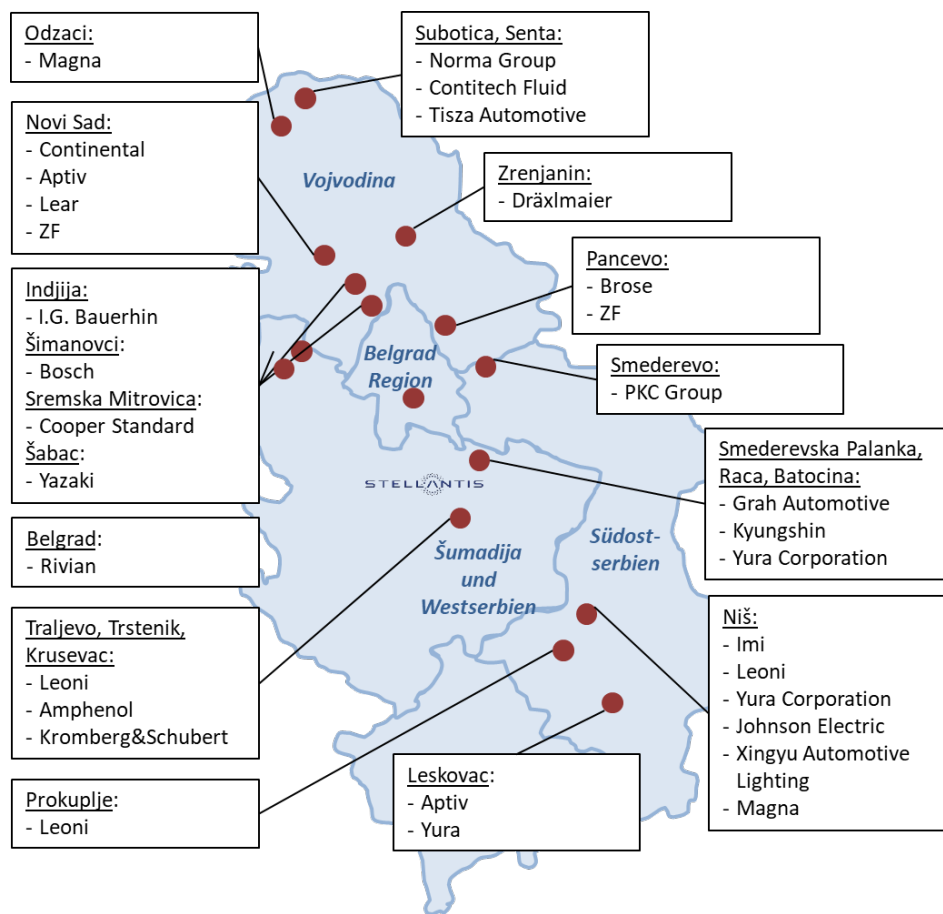 Odzaci:
- Magna
Subotica, Senta:
- Norma Group
- Contitech Fluid
- Tisza Automotive
Novi Sad:
- Continental
- Aptiv
- Lear
- ZF
Vojvodina
Zrenjanin:
- Dräxlmaier
Pancevo:
- Brose
- ZF
Indjija:
- I.G. Bauerhin
Šimanovci:
- Bosch
Sremska Mitrovica:
- Cooper Standard
Šabac:
- Yazaki
Belgrad
Region
Smederevo:
- PKC Group
Smederevska Palanka,
Raca, Batocina:
- Grah Automotive
- Kyungshin
- Yura Corporation
STELLANTIS
Belgrad:
- Rivian
Südost-
serbien
Šumadija
und
Westserbien
Traljevo, Trstenik,
Krusevac:
- Leoni
- Amphenol
- Kromberg&Schubert
Niš:
- Imi
- Leoni
- Yura Corporation
- Johnson Electric
- Xingyu Automotive
Lighting
- Magna
Prokuplje:
- Leoni
Leskovac:
- Aptiv
- Yura